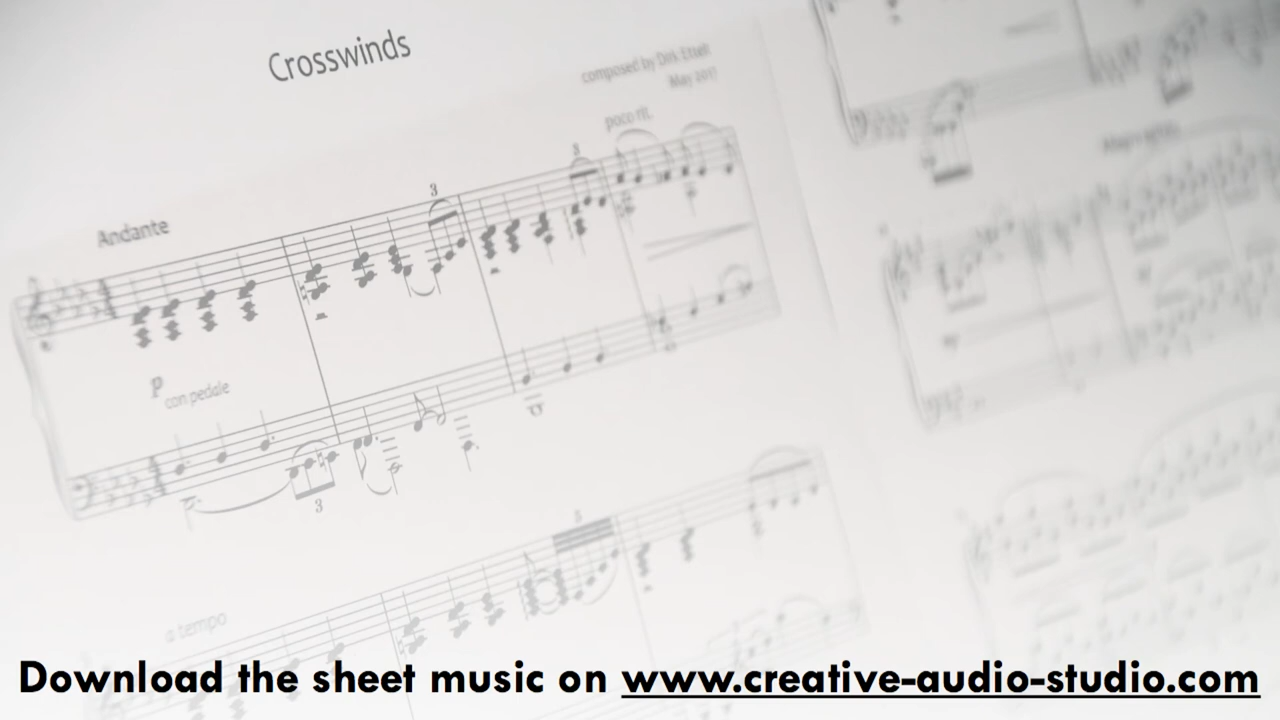 Crosswinds
composed by Dirk Ettelt
May 2017
poco rit.
3
3
Andante
p
con pedale
3
a tempo
Download the sheet music on www.creative-audio-studio.com